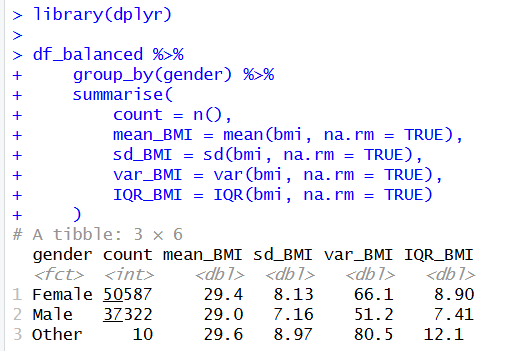 > library(dplyr)
>
> df_balanced %>%
+     group_by(gender) %>%
+     summarise(
+         count = n(),
+         mean_BMI = mean(bmi, na.rm = TRUE),
+         sd_BMI = sd(bmi, na.rm = TRUE),
+         var_BMI = var(bmi, na.rm = TRUE),
+         IQR_BMI = IQR(bmi, na.rm = TRUE)
+     )
# A tibble: 3 × 6
  gender count mean_BMI sd_BMI var_BMI IQR_BMI
  <fct>  <int>    <dbl>  <dbl>   <dbl>   <dbl>
1 Female 50587     29.4   8.13    66.1    8.90
2 Male   37322     29.0   7.16    51.2    7.41
3 Other     10     29.6   8.97    80.5   12.1